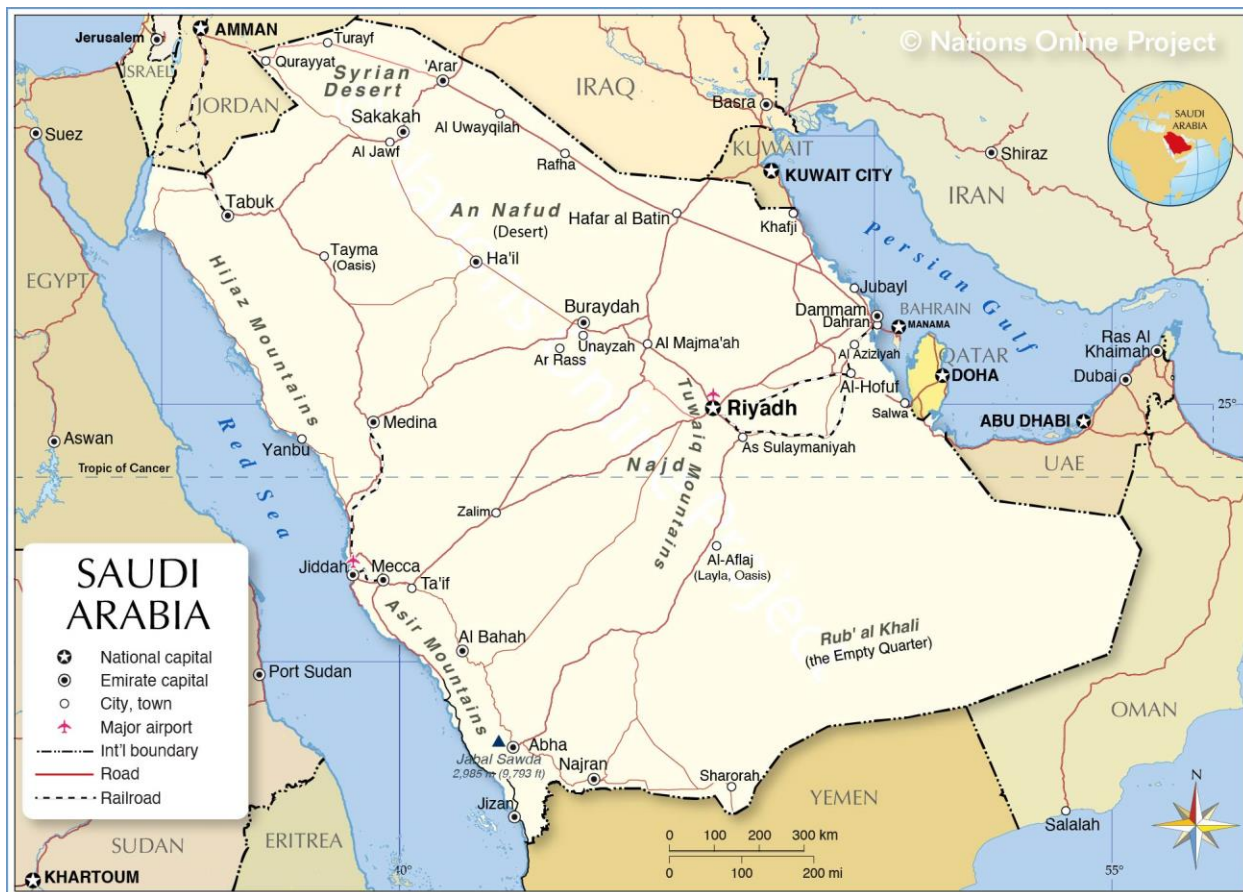 © Nations Online Project
AMMAN
Jerusalem
ISRAEL
JORDAN
Turayf
Qurayyat
Syrian
Desert
'Arar
IRAQ
Basra
SAUDI
ARABIA
Suez
Sakakah
Al Jawf
Al Uwayqilah
Rafha
KUWAIT
KUWAIT CITY
Shiraz
IRAN
Tabuk
An Nafud
(Desert)
Hafar al Batin
Khafji
Persian Gulf
Tayma
(Oasis)
Ha'il
EGYPT
Hijaz Mountains
Jubayl
Buraydah
Dammam
Dahran
BAHRAIN
MANAMA
Unayzah
Ar Rass
Al Majma'ah
Al Aziziyah
QATAR
DOHA
Ras Al
Khaimah
Dubai
Al-Hofuf
Salwa
25°
Riyadh
Tuwaiq Mountains
ABU DHABI
Medina
Aswan
Yanbu
Red Sea
As Sulaymaniyah
Najd
UAE
Tropic of Cancer
Zalim
Al-Aflaj
(Layla, Oasis)
Jiddah
Mecca
Ta'if
Asir Mountains
Al Bahah
Rub' al Khali
(the Empty Quarter)
Port Sudan
OMAN
Abha
Jabal Sawda
2,985 m (9,793 ft)
Najran
Sharorah
Jizan
YEMEN
Salalah
N
SAUDI
ARABIA
National capital
Emirate capital
City, town
Major airport
Int'l boundary
Road
Railroad
SUDAN
ERITREA
KHARTOUM
40°
55°
0 100 200 300 km
0 100 200 mi
Nations Online Project